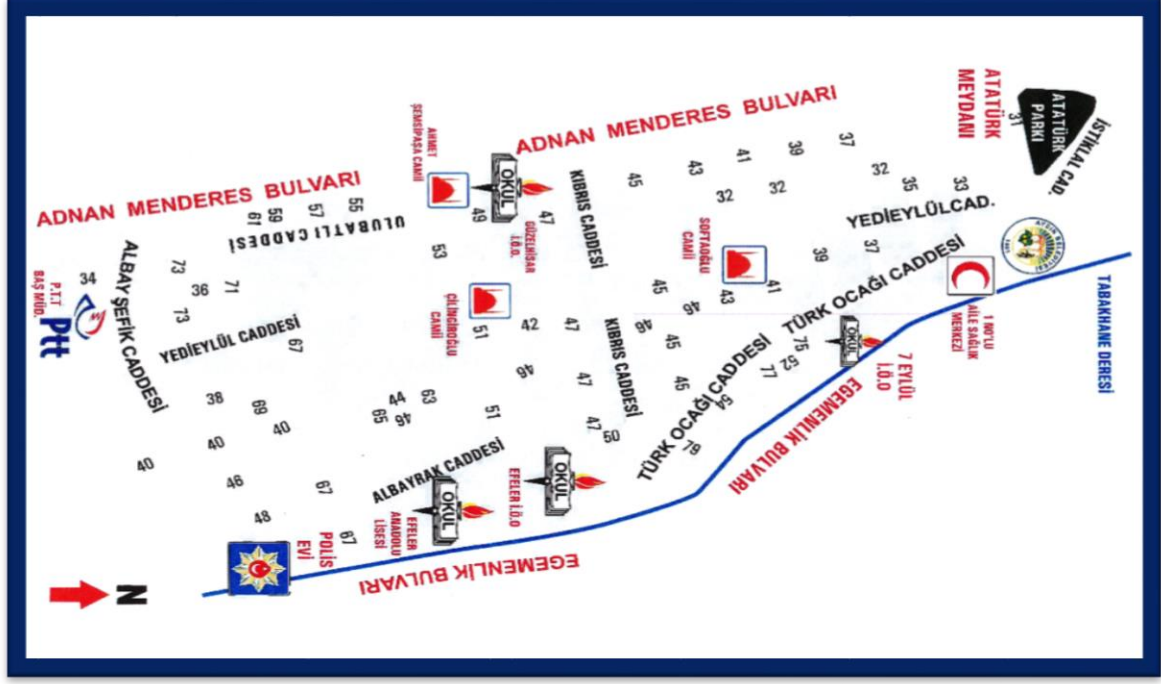 ADNAN MENDERES BULVARI
ATATÜRK
MEYDANI
ATATÜRK
PARKI
31
İSTİKLAL CAD.
AHMET
ŞEMSİPAŞA CAMİİ
OKUL
GÜZELHİSAR
İ.Ö.O.
KIBRIS CADDESİ
45
43
41
39
37
32
32
32
35
33
YEDİEYLÜLCAD.
AYDIN BELEDİYESİ
ADNAN MENDERES BULVARI
61
59
57
55
ULUBATLI CADDESİ
49
47
53
SOFTAOĞLU
CAMİİ
39
37
TÜRK OCAĞI CADDESİ
1 NO'LU
AİLE SAĞLIK
MERKEZİ
TABAKHANE DERESİ
34
P.T.T
BAŞ MÜD.
Ptt
ALBAY ŞEFİK CADDESİ
73
36
71
73
YEDİEYLÜL CADDESİ
67
ÇİLİNGİROĞLU
CAMİİ
51
42
47
46
45
46
43
41
45
KIBRIS CADDESİ
OKUL
7 EYLÜL
İ.Ö.O
75
52
77
TÜRK OCAĞI CADDESİ
54
79
EGEMENLİK BULVARI
46
47
45
38
69
40
40
40
44
46
65
63
51
47
50
46
67
48
67
ALBAYRAK CADDESİ
OKUL
EFELER İ.Ö.O
OKUL
EFELER
ANADOLU
LİSESİ
POLİS
EVİ
EGEMENLİK BULVARI
N